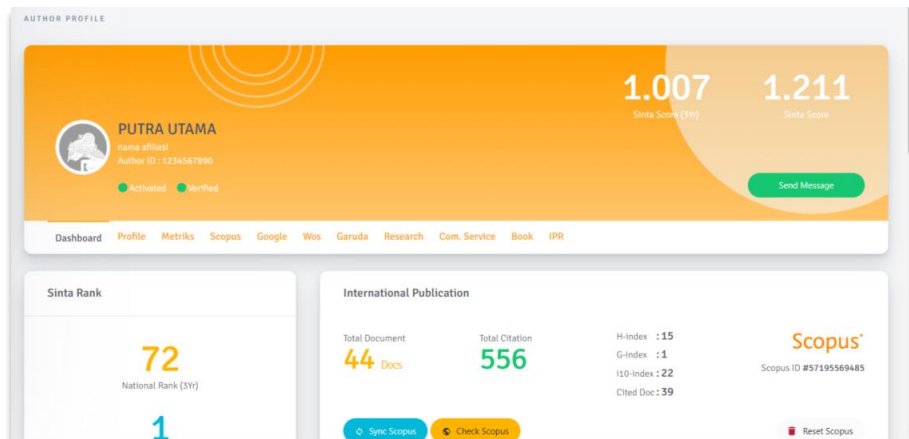 AUTHOR PROFILE
1.007
Sinta Score (3Yr)
1.211
Sinta Score
PUTRA UTAMA
nama afiliasi
Author ID : 1234567890
Activated
Verified
Send Message
Dashboard Profile Metriks Scopus Google Wos Garuda Research Com. Service Book IPR
Sinta Rank
72
National Rank (3Yr)
1
International Publication
Total Document
44 Docs
Total Citation
556
H-index : 15
G-index : 1
i10-index : 22
Cited Doc : 39
Scopus
Scopus ID #57195569485
Sync Scopus
Check Scopus
Reset Scopus